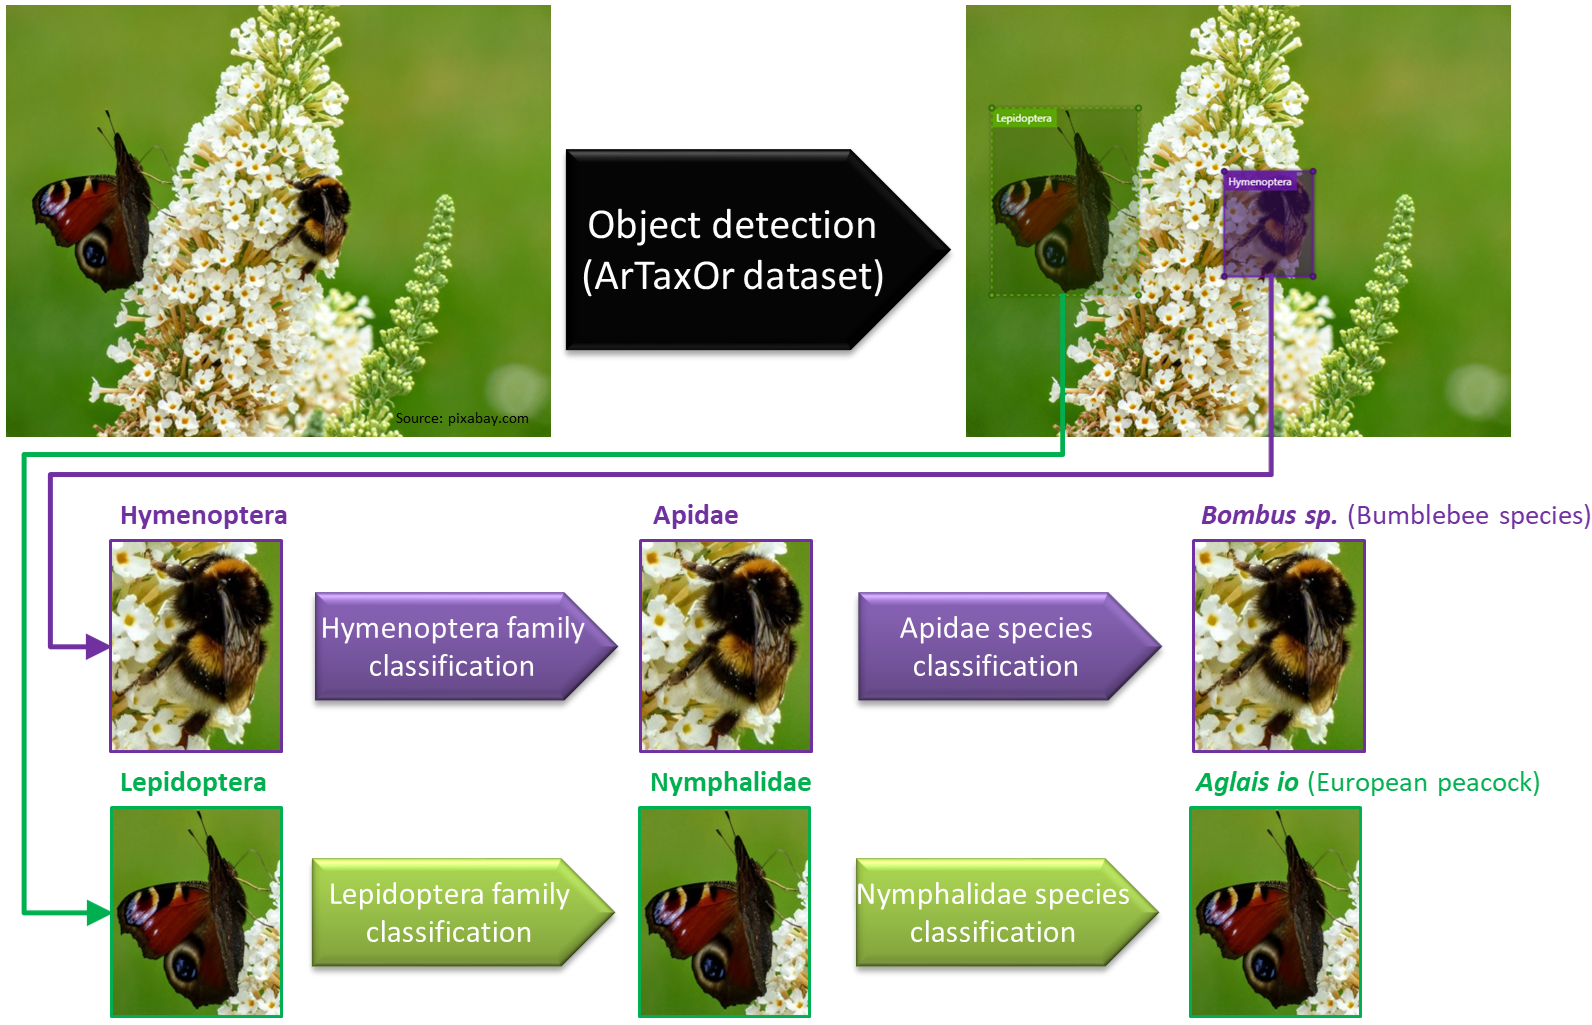 Source: pixabay.com
Object detection
(ArTaxOr dataset)
Lepidoptera
Hymenoptera
Hymenoptera
Hymenoptera family
classification
Apidae
Apidae species
classification
Bombus sp. (Bumblebee species)
Lepidoptera
Lepidoptera family
classification
Nymphalidae
Nymphalidae species
classification
Aglais io (European peacock)